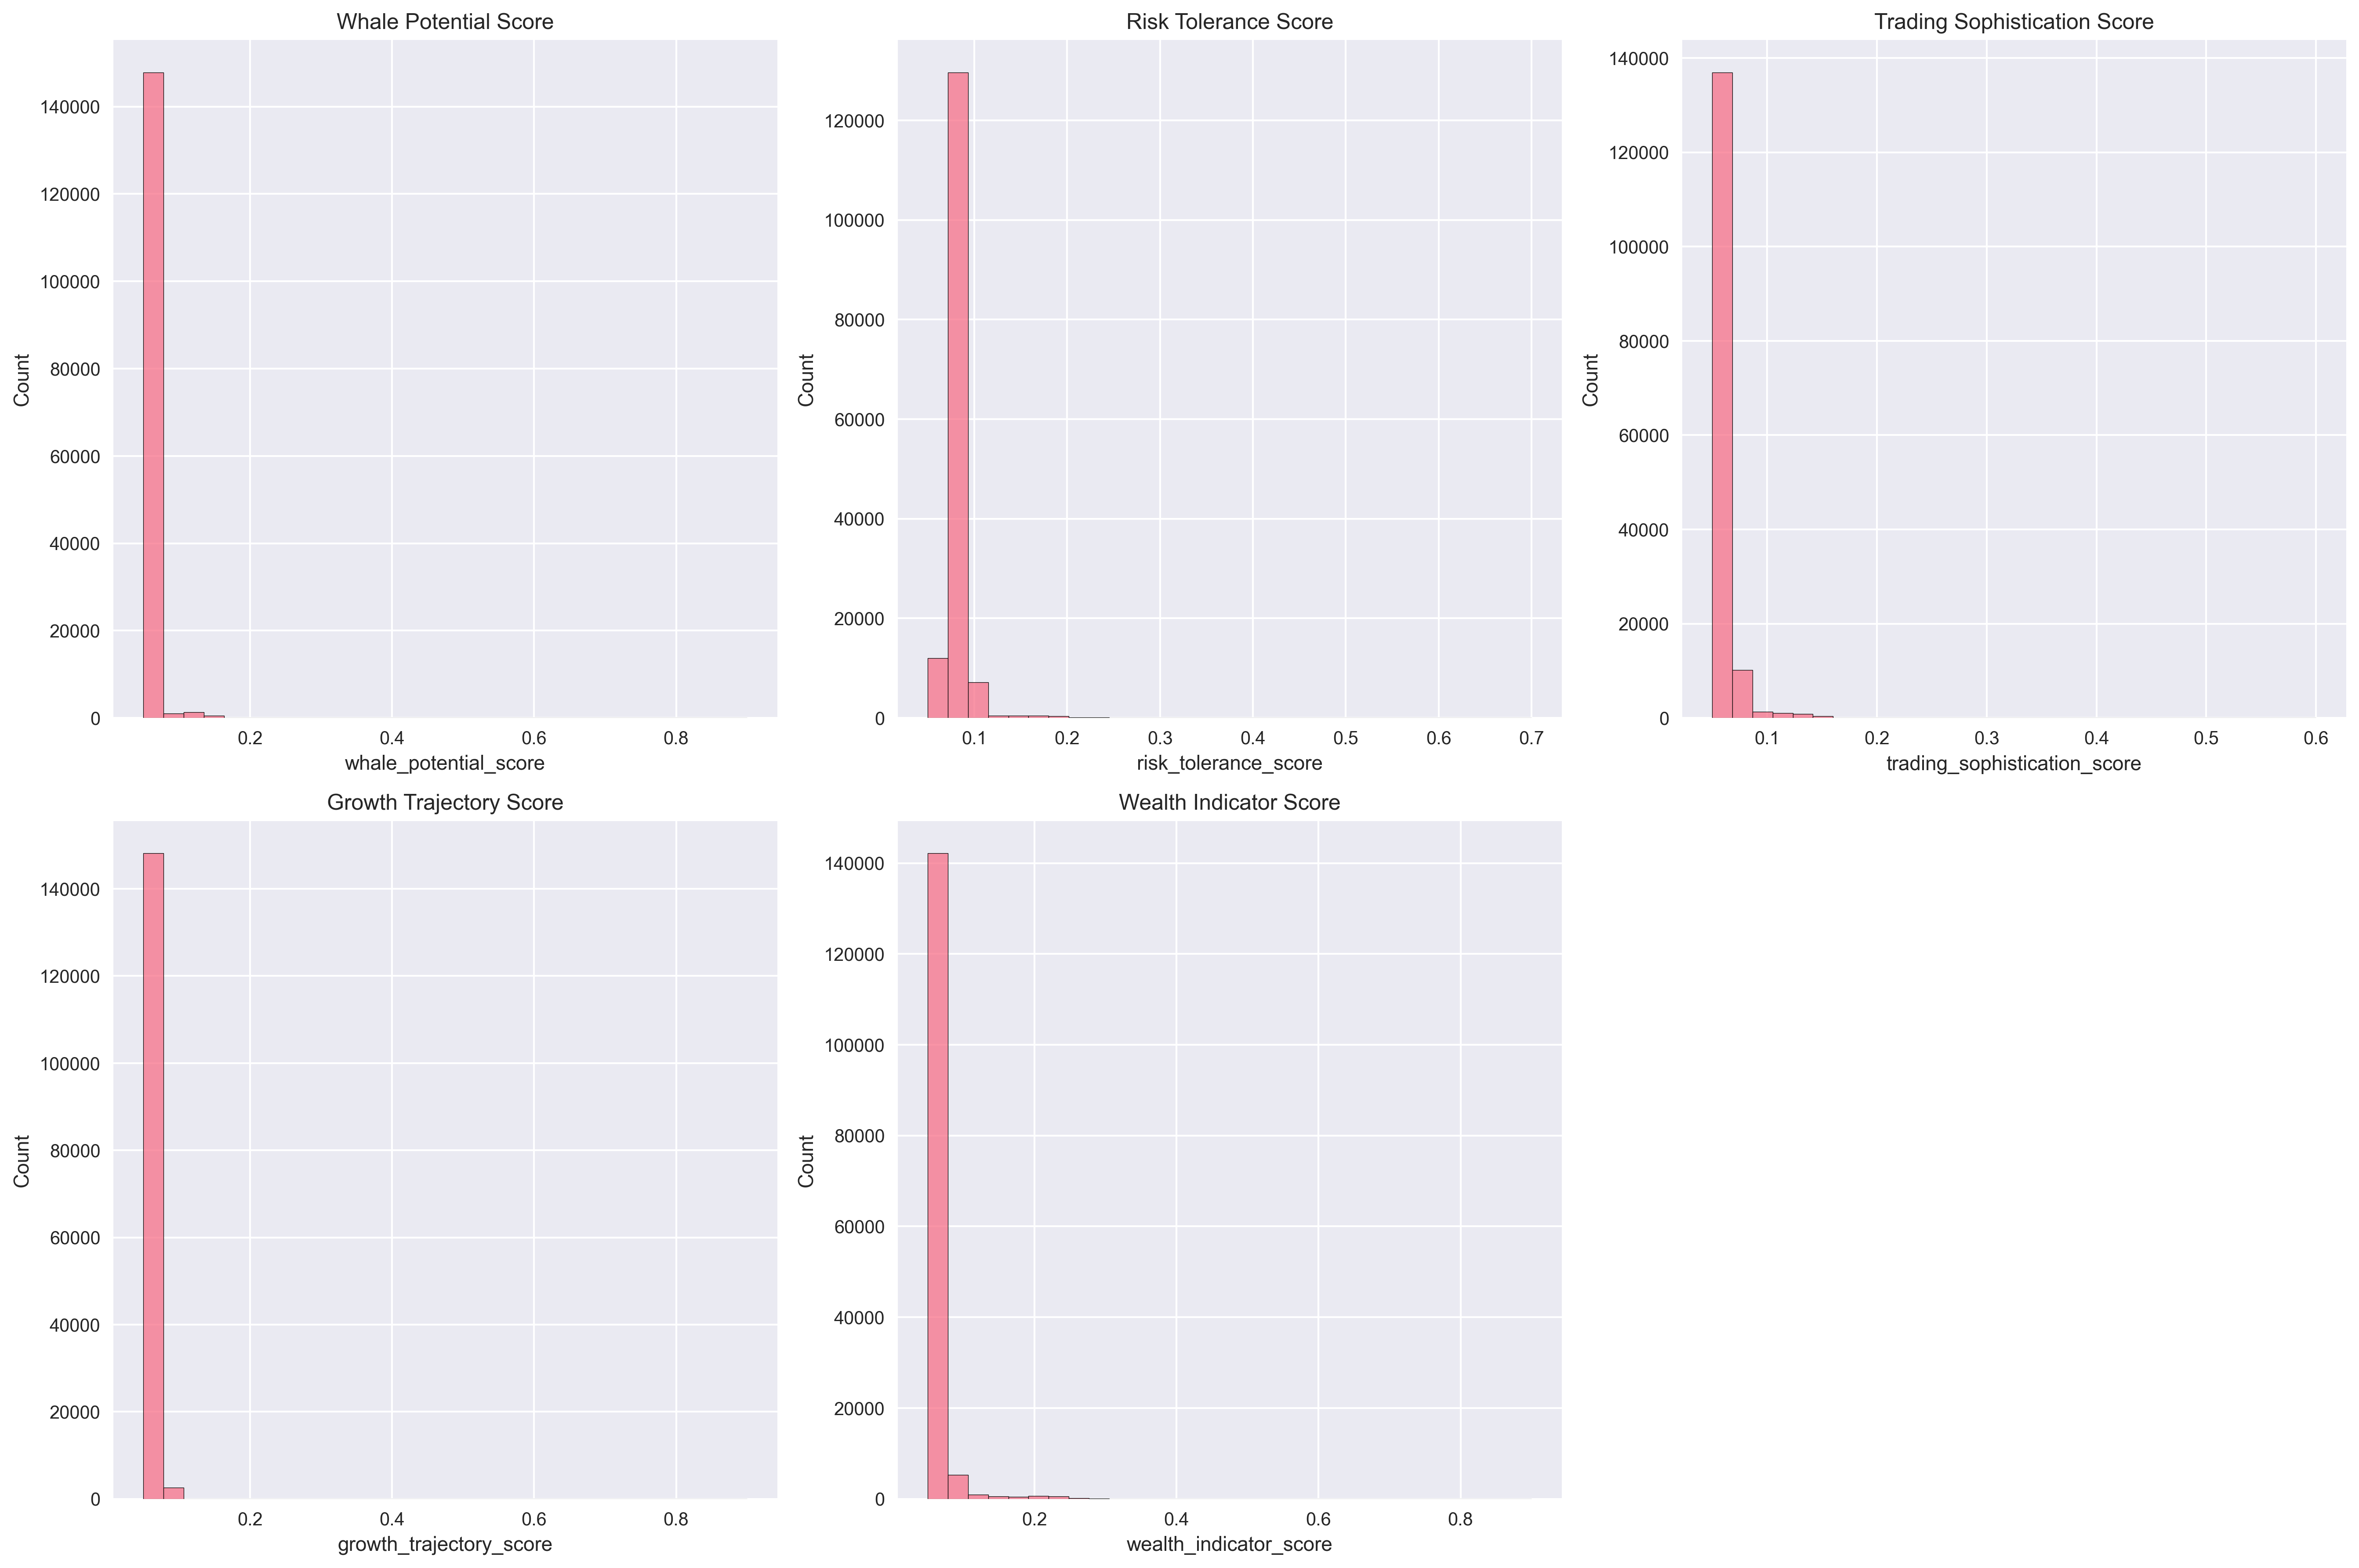 Whale Potential Score
Count
140000
120000
100000
80000
60000
40000
20000
0
0.2 0.4 0.6 0.8
whale_potential_score
Risk Tolerance Score
Count
120000
100000
80000
60000
40000
20000
0
0.1 0.2 0.3 0.4 0.5 0.6 0.7
risk_tolerance_score
Trading Sophistication Score
Count
140000
120000
100000
80000
60000
40000
20000
0
0.1 0.2 0.3 0.4 0.5 0.6
trading_sophistication_score
Growth Trajectory Score
Count
140000
120000
100000
80000
60000
40000
20000
0
0.2 0.4 0.6 0.8
growth_trajectory_score
Wealth Indicator Score
Count
140000
120000
100000
80000
60000
40000
20000
0
0.2 0.4 0.6 0.8
wealth_indicator_score